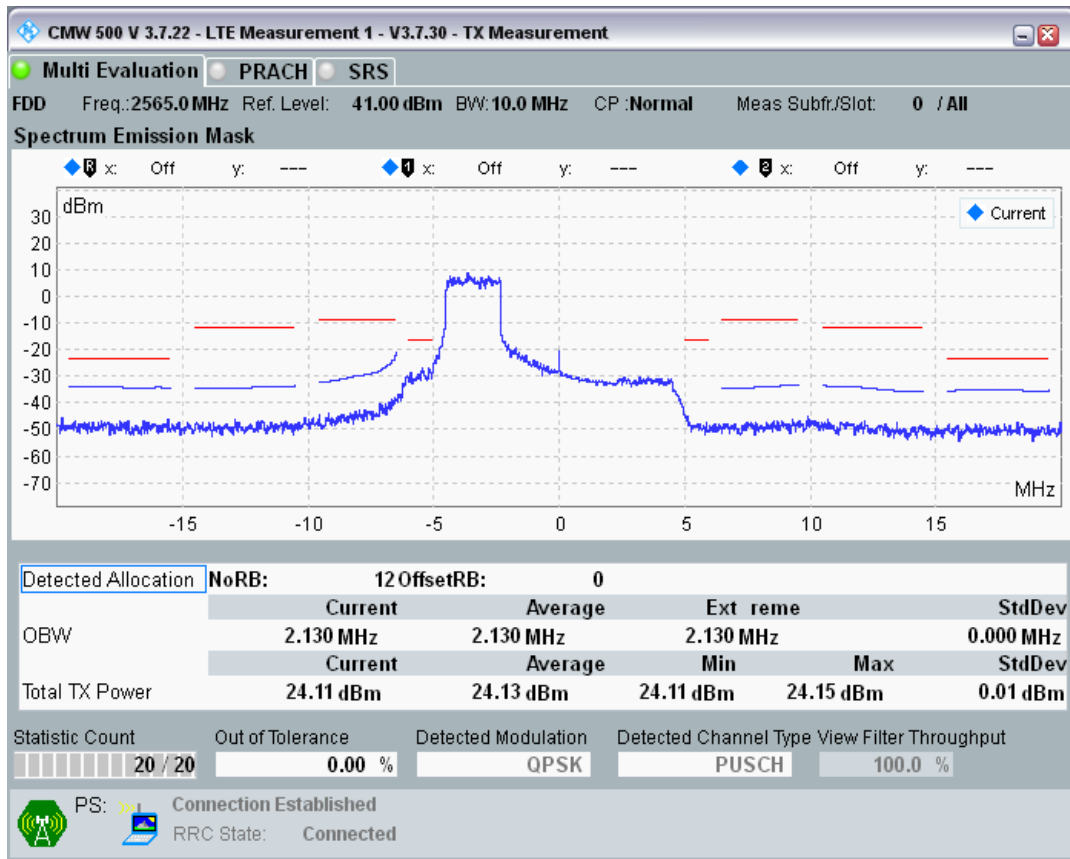 CMW 500 V 3.7.22 - LTE Measurement 1 - V3.7.30 - TX Measurement
Multi Evaluation PRACH SRS
FDD Freq.:2565.0 MHz Ref. Level: 41.00 dBm BW:10.0 MHz CP :Normal Meas Subfr./Slot: 0 / All
Spectrum Emission Mask
R x: Off y: --- 1 x: Off y: --- 2 x: Off y: ---
dBm
Current
30
20
10
0
-10
-20
-30
-40
-50
-60
-70
MHz
-15 -10 -5 0 5 10 15
Detected Allocation NoRB: 12 OffsetRB: 0
Current Average Ext reme StdDev
OBW 2.130 MHz 2.130 MHz 2.130 MHz 0.000 MHz
Current Average Min Max StdDev
Total TX Power 24.11 dBm 24.13 dBm 24.11 dBm 24.15 dBm 0.01 dBm
Statistic Count Out of Tolerance Detected Modulation Detected Channel Type View Filter Throughput
20 / 20 0.00 % QPSK PUSCH 100.0 %
PS: Connection Established
RRC State: Connected